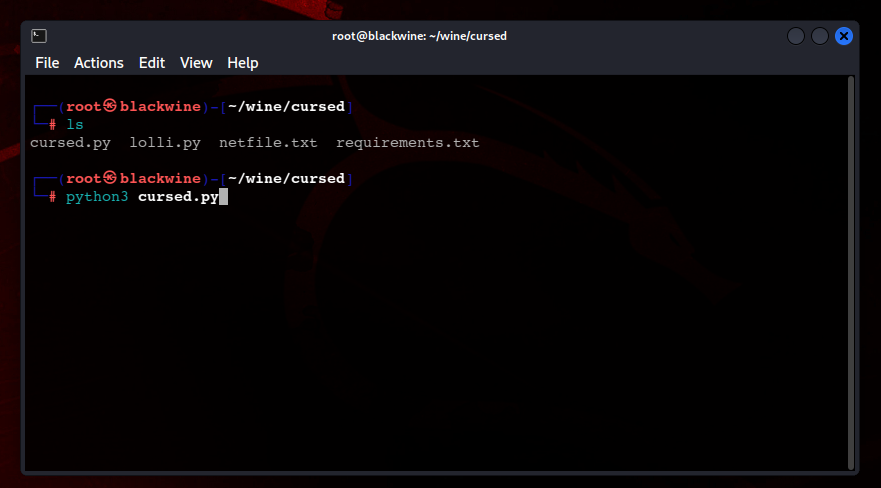 root@blackwine: ~/wine/cursed
File Actions Edit View Help
┌──(root㉿blackwine)-[~/wine/cursed]
└─# ls
cursed.py  lolli.py  netfile.txt  requirements.txt
┌──(root㉿blackwine)-[~/wine/cursed]
└─# python3 cursed.py